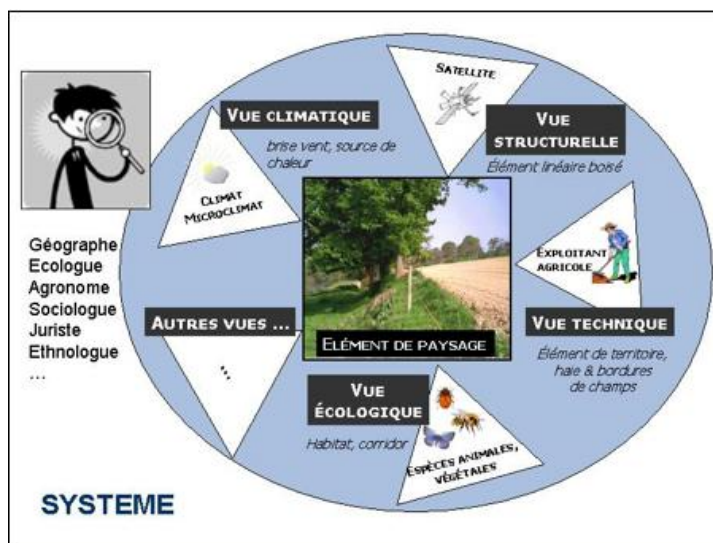 SATELLITE
VUE CLIMATIQUE
brise vent, source de
chaleur
CLIMAT
MICROCLIMAT
VUE
STRUCTURELLE
Élément linéaire boisé
EXPLOITANT
AGRICOLE
VUE TECHNIQUE
Élément de territoire,
haie & bordures
de champs
Géographe
Ecologue
Agronome
Sociologue
Juriste
Ethnologue
...
AUTRES VUES ...
...
ELÉMENT DE PAYSAGE
VUE
ÉCOLOGIQUE
Habitat, corridor
ESPÈCES ANIMALES,
VÉGÉTALES
SYSTEME